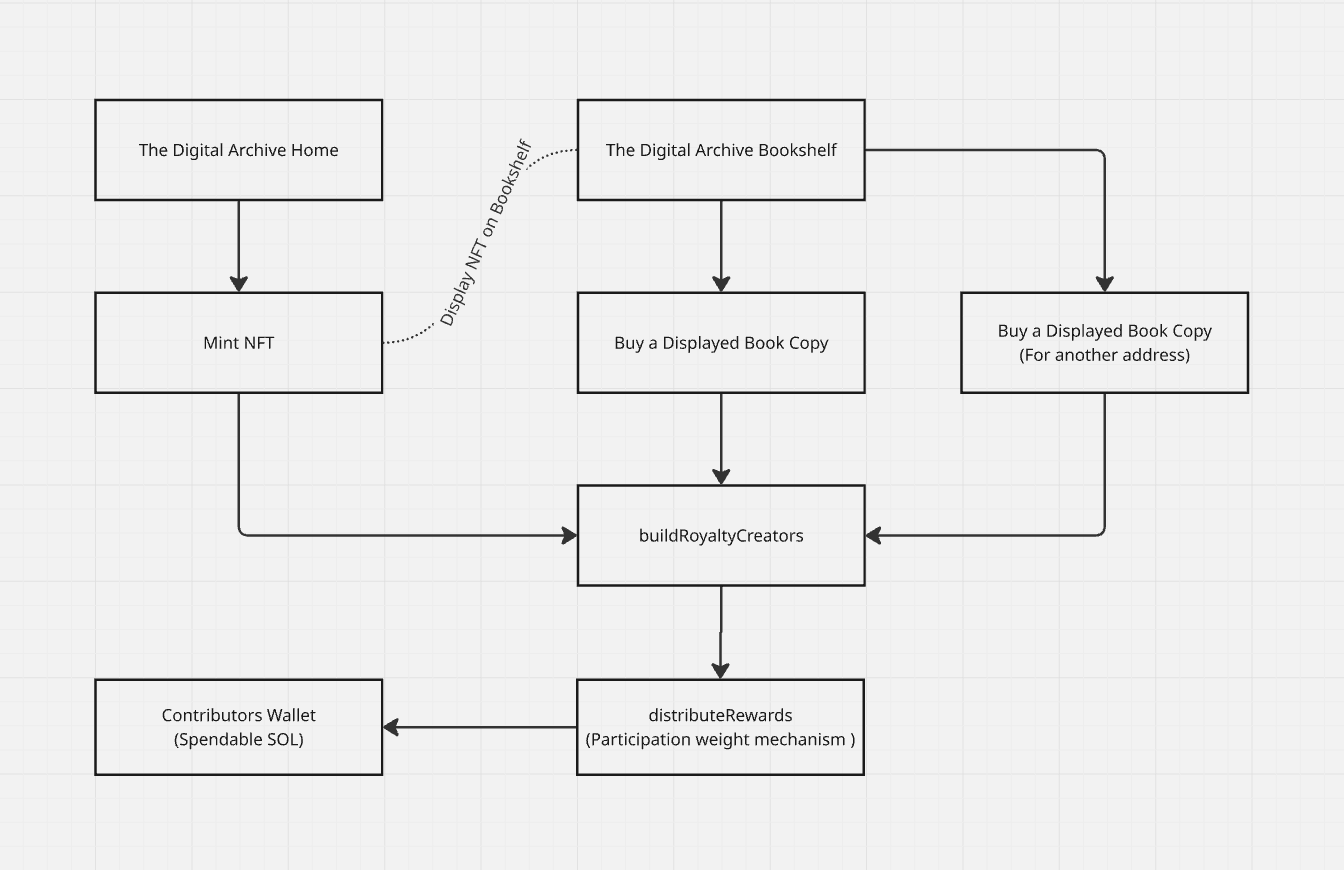 The Digital Archive Home
Display NFT on Bookshelf
The Digital Archive Bookshelf
Mint NFT
Buy a Displayed Book Copy
Buy a Displayed Book Copy
(For another address)
buildRoyaltyCreators
Contributors Wallet
(Spendable SOL)
distributeRewards
(Participation weight mechanism )